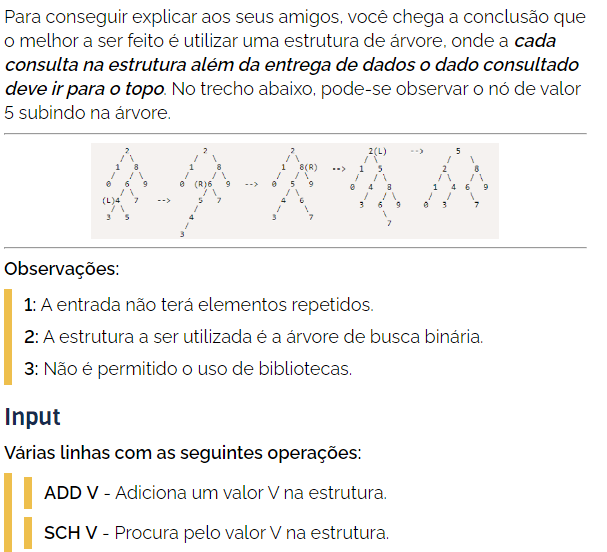 Para conseguir explicar aos seus amigos, você chega a conclusão que
o melhor a ser feito é utilizar uma estrutura de árvore, onde a cada
consulta na estrutura além da entrega de dados o dado consultado
deve ir para o topo. No trecho abaixo, pode-se observar o nó de valor
5 subindo na árvore.
2 2 2 2(L) --> 5
/ \ / \ / \ / \ / \
1 8 1 8 1 8(R) --> 1 5 2 8
/ / \ / / \ / / \ / / \ / \ / \
0 6 9 0 (R)6 9 --> 0 5 9 0 4 8 1 4 6 9
(L)4 7 --> 5 7 4 6 3 6 9 0 3 7
3 5 4 3 7 7
3
Observações:
1: A entrada não terá elementos repetidos.
2: A estrutura a ser utilizada é a árvore de busca binária.
3: Não é permitido o uso de bibliotecas.
Input
Várias linhas com as seguintes operações:
ADD V - Adiciona um valor V na estrutura.
SCH V - Procura pelo valor V na estrutura.